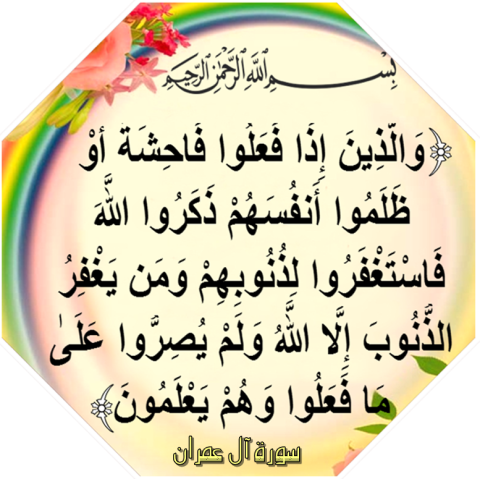 بِسْمِ اللَّهِ الرَّحْمَٰنِ الرَّحِيمِ
﴿وَالَّذِينَ إِذَا فَعَلُوا فَاحِشَةً أَوْ
ظَلَمُوا أَنفُسَهُمْ ذَكَرُوا اللَّهَ
فَاسْتَغْفَرُوا لِذُنُوبِهِمْ وَمَن يَغْفِرُ
الذُّنُوبَ إِلَّا اللَّهُ وَلَمْ يُصِرُّوا عَلَىٰ
مَا فَعَلُوا وَهُمْ يَعْلَمُونَ﴾
سورة آل عمران